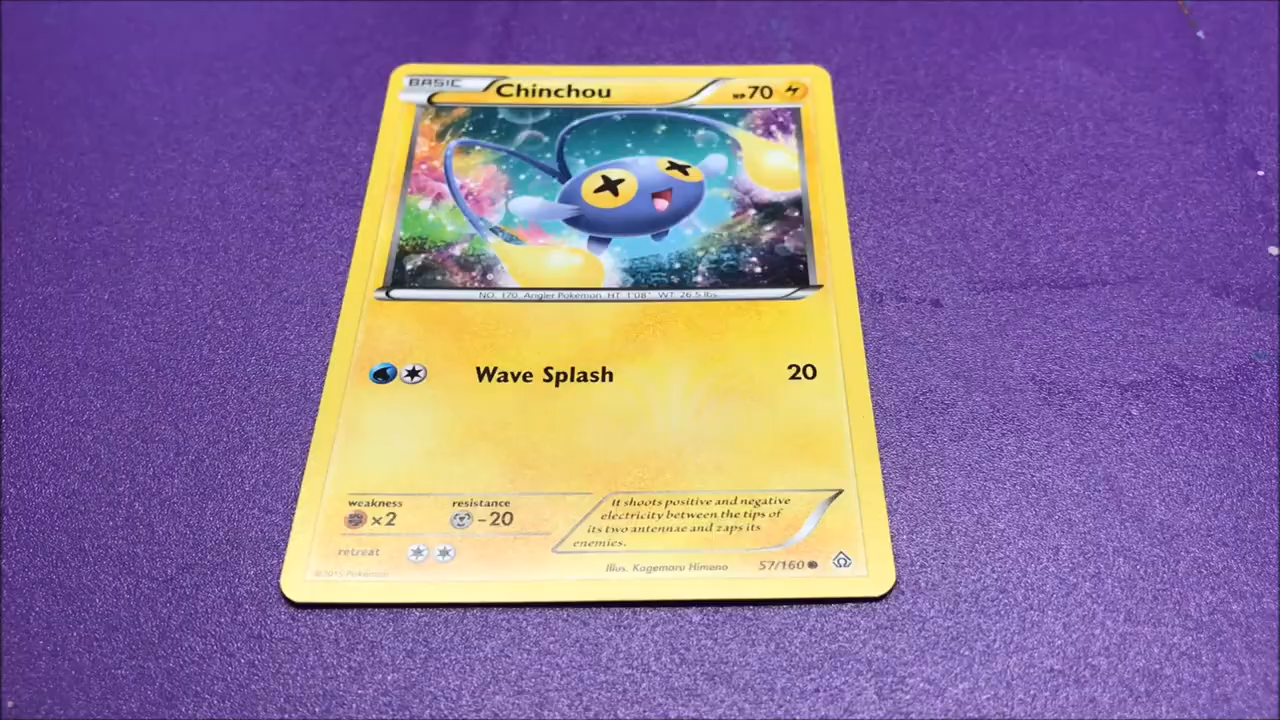 BASIC Chinchou HP70
NO. 170 Angler Pokémon HT: 1'08" WT: 26.5 lbs.
Wave Splash 20
weakness resistance
×2 -20
retreat
It shoots positive and negative
electricity between the tips of
its two antennae and zaps its
enemies.
Illus. Kagemaru Himeno 57/160
©2015 Pokémon